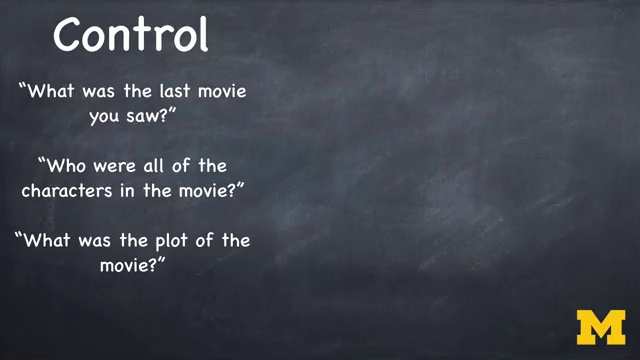 Control
“What was the last movie
you saw?”
“Who were all of the
characters in the movie?”
“What was the plot of the
movie?”
M